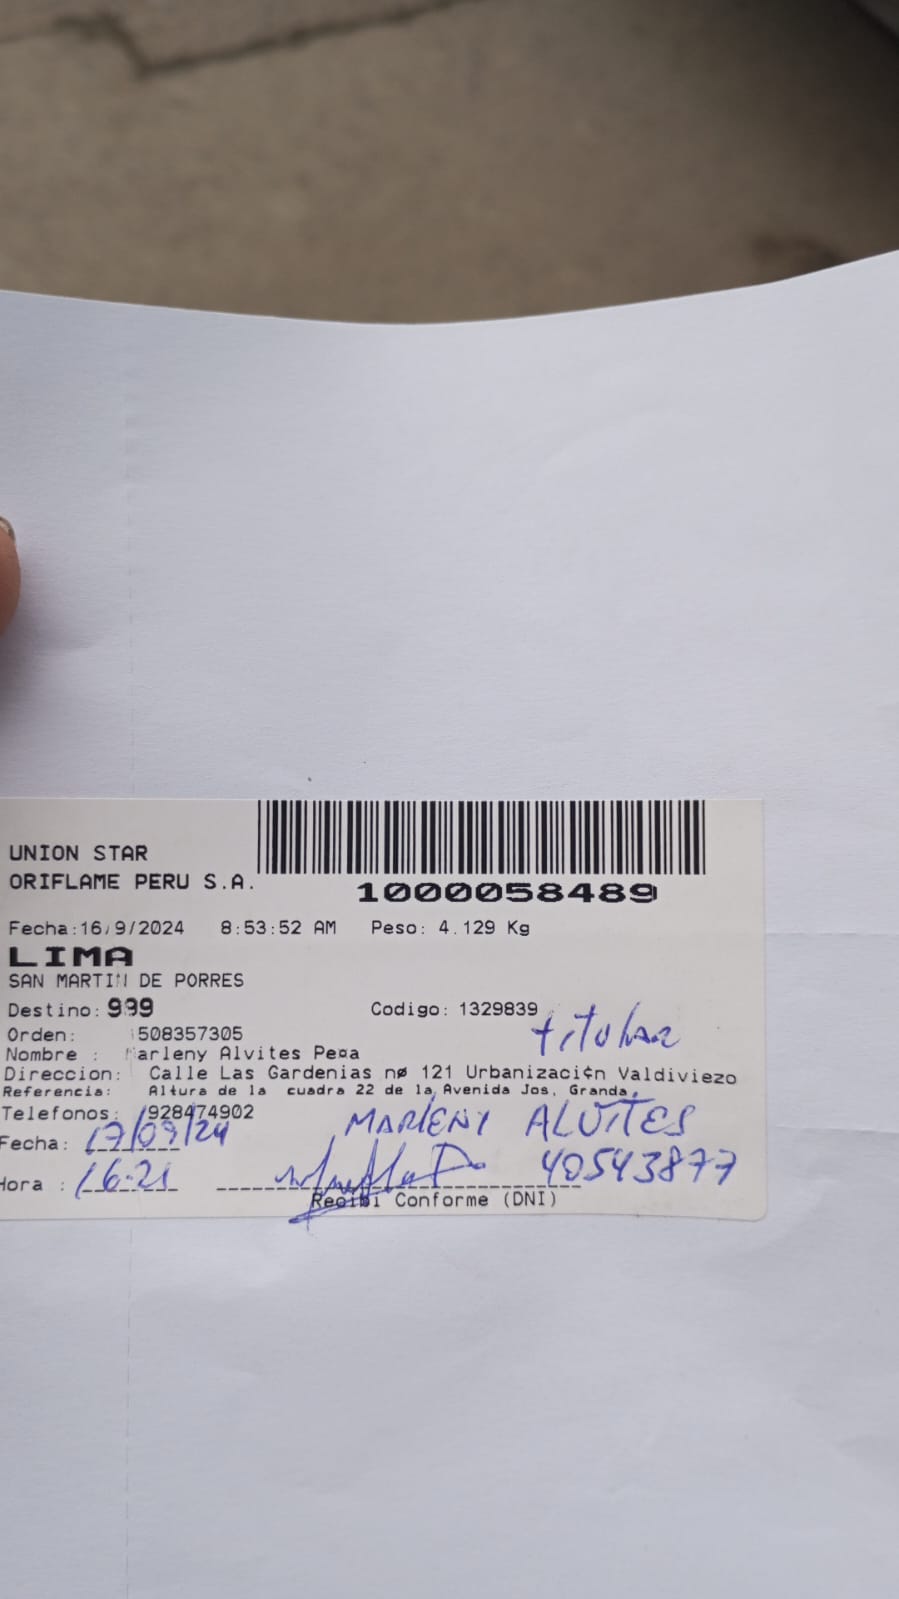 UNION STAR
ORIFLAME PERU S.A.
1000058489
Fecha:16/9/2024 8:53:52 AM Peso: 4.129 Kg
LIMA
SAN MARTIN DE PORRES
Destino: 999 Codigo: 1329839
titular
Orden: 508357305
Nombre : Marleny Alvites Pe¤a
Direccion: Calle Las Gardenias nø 121 Urbanizaci¢n Valdiviezo
Referencia: Altura de la cuadra 22 de la Avenida Jos. Granda.
Telefonos: 928474902
MARLENY ALVITES
Fecha: 17/09/24
Hora : 16:21 40543877
Recibi Conforme (DNI)